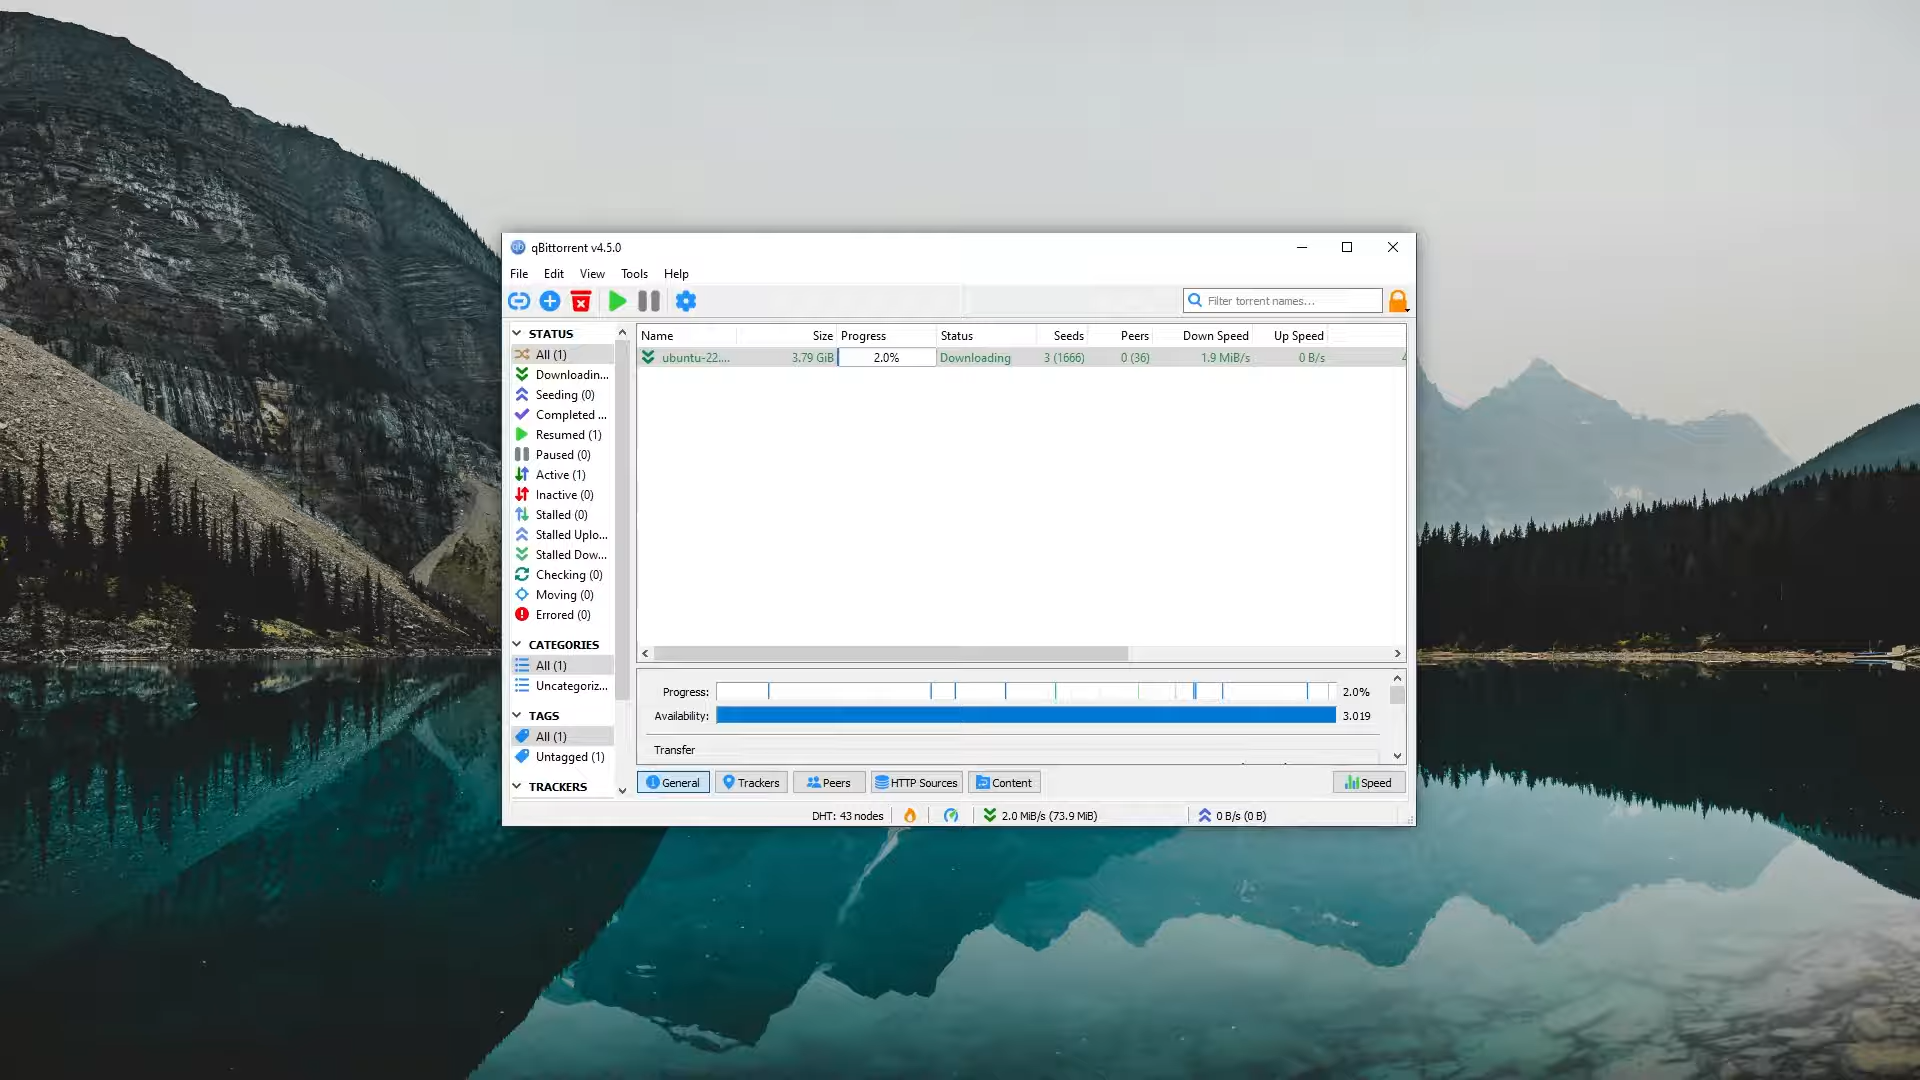 qBittorrent v4.5.0
File Edit View Tools Help
Filter torrent names...
STATUS
All (1)
Downloadin...
Seeding (0)
Completed ...
Resumed (1)
Paused (0)
Active (1)
Inactive (0)
Stalled (0)
Stalled Uplo...
Stalled Dow...
Checking (0)
Moving (0)
Errored (0)
CATEGORIES
All (1)
Uncategoriz...
TAGS
All (1)
Untagged (1)
TRACKERS
Name Size Progress Status Seeds Peers Down Speed Up Speed
ubuntu-22.... 3.79 GiB 2.0% Downloading 3 (1666) 0 (36) 1.9 MiB/s 0 B/s
Progress: 2.0%
Availability: 3.019
Transfer
General Trackers Peers HTTP Sources Content Speed
DHT: 43 nodes 2.0 MiB/s (73.9 MiB) 0 B/s (0 B)